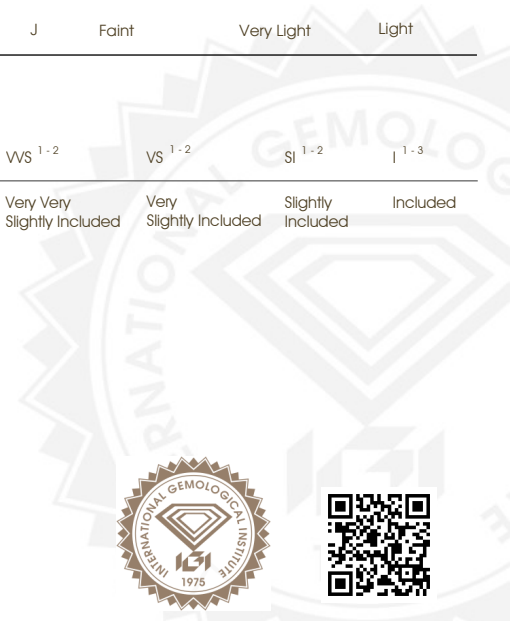 J Faint Very Light Light
VVS 1 - 2 VS 1 - 2 SI 1 - 2 I 1 - 3
Very Very Very Slightly Included
Slightly Included Slightly Included Included
INTERNATIONAL GEMOLOGICAL INSTITUTE
IGI
1975